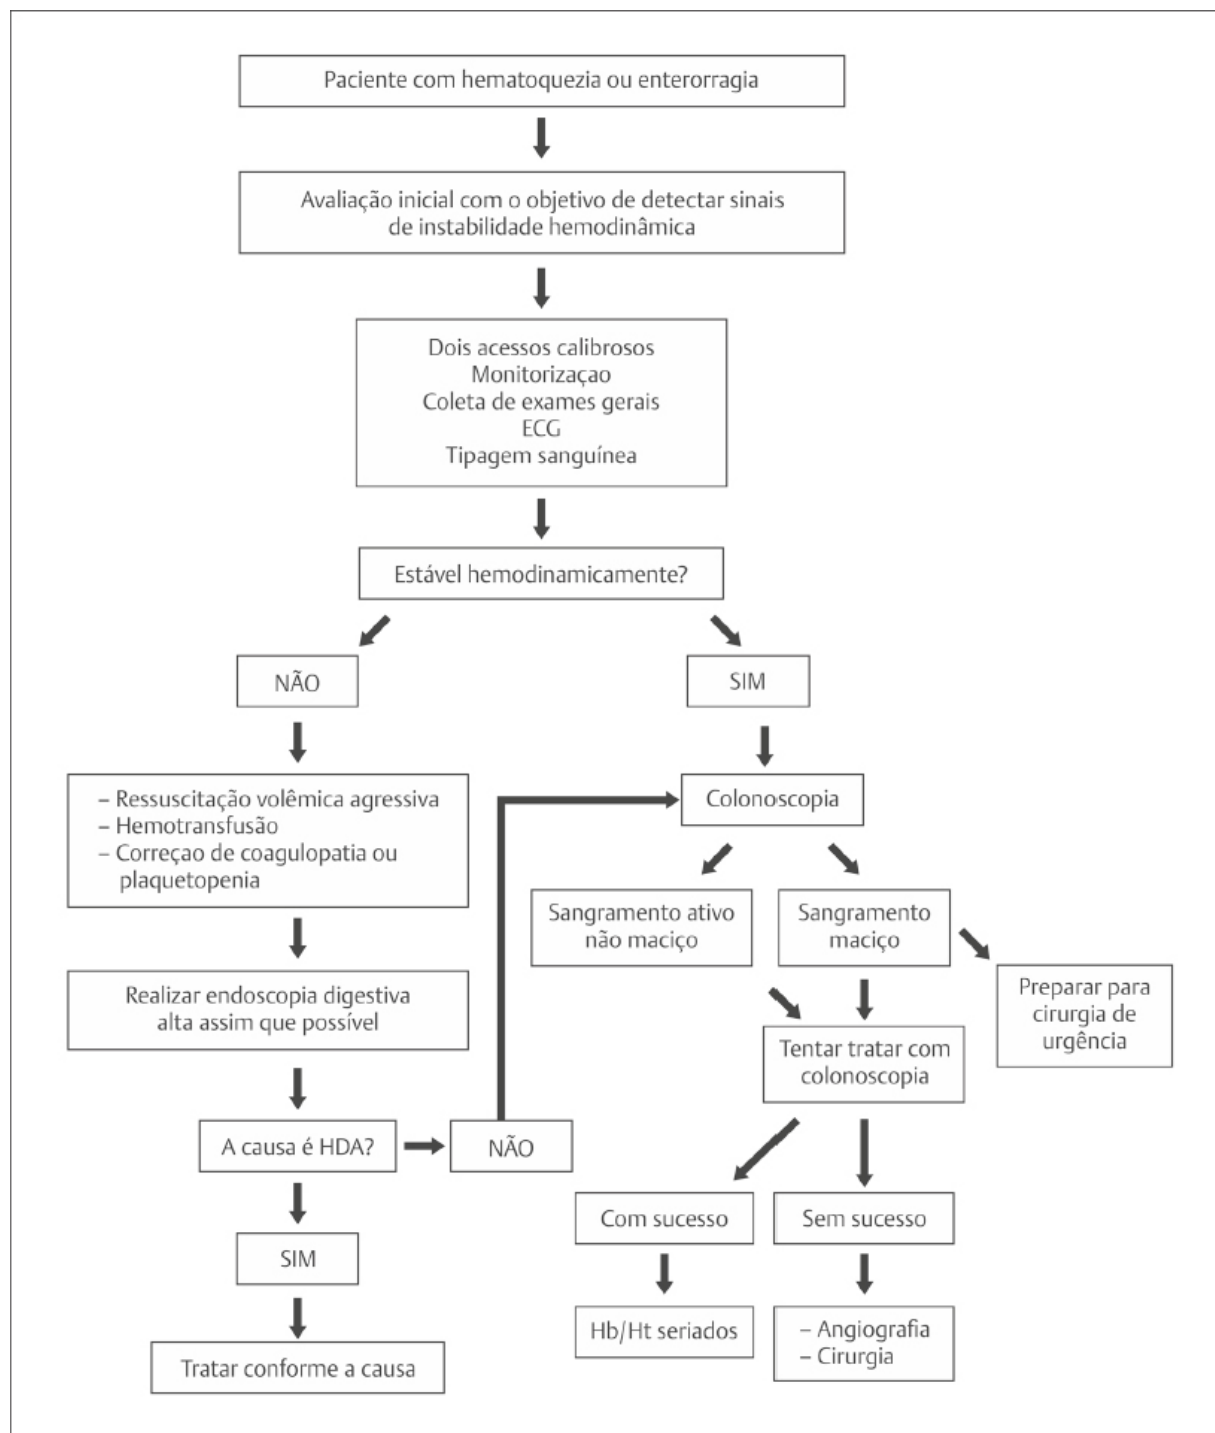 Paciente com hematoquezia ou enterorragia
Avaliação inicial com o objetivo de detectar sinais
de instabilidade hemodinâmica
Dois acessos calibrosos
Monitorizaçao
Coleta de exames gerais
ECG
Tipagem sanguínea
Estável hemodinamicamente?
NÃO
– Ressuscitação volêmica agressiva
– Hemotransfusão
– Correçao de coagulopatia ou
plaquetopenia
Realizar endoscopia digestiva
alta assim que possível
A causa é HDA?
NÃO
SIM
Tratar conforme a causa
SIM
Colonoscopia
Sangramento ativo
não maciço
Sangramento
maciço
Preparar para
cirurgia de
urgência
Tentar tratar com
colonoscopia
Com sucesso
Hb/Ht seriados
Sem sucesso
– Angiografia
– Cirurgia